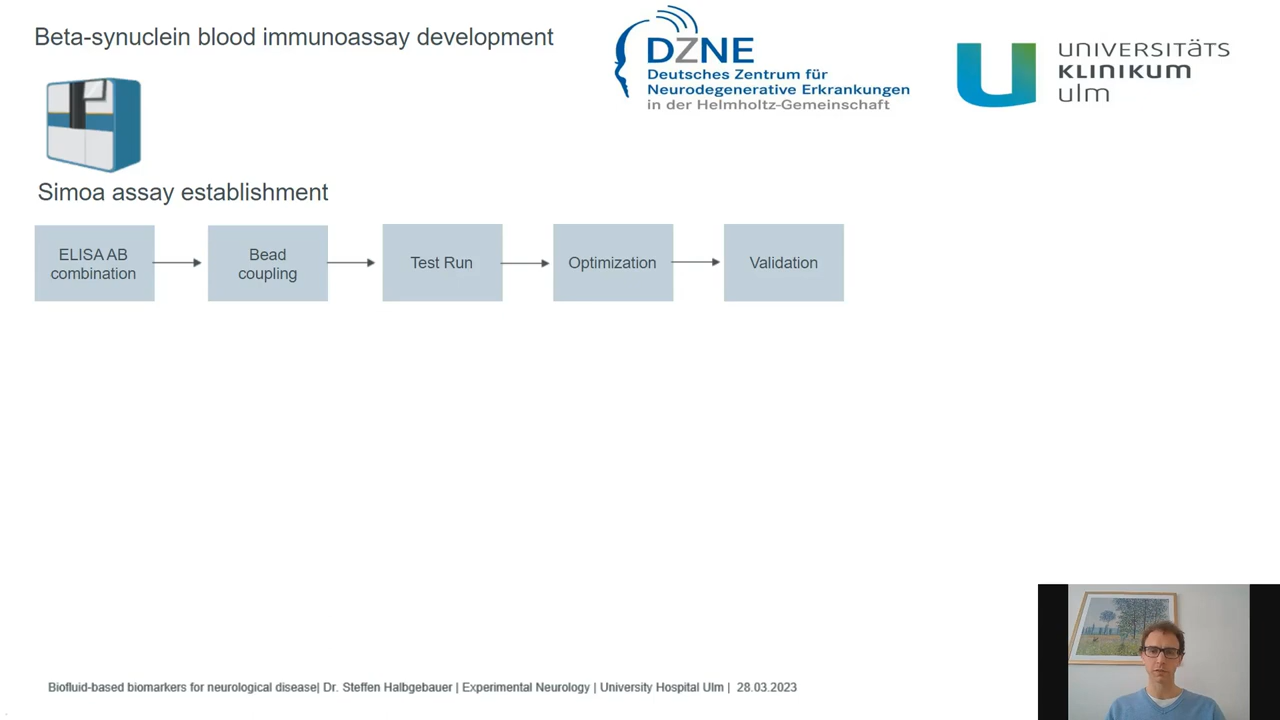 Beta-synuclein blood immunoassay development
DZNE
Deutsches Zentrum für
Neurodegenerative Erkrankungen
in der Helmholtz-Gemeinschaft
UNIVERSITÄTS
KLINIKUM
ulm
Simoa assay establishment
ELISA AB
combination
Bead
coupling
Test Run
Optimization
Validation
Biofluid-based biomarkers for neurological disease| Dr. Steffen Halbgebauer | Experimental Neurology | University Hospital Ulm | 28.03.2023